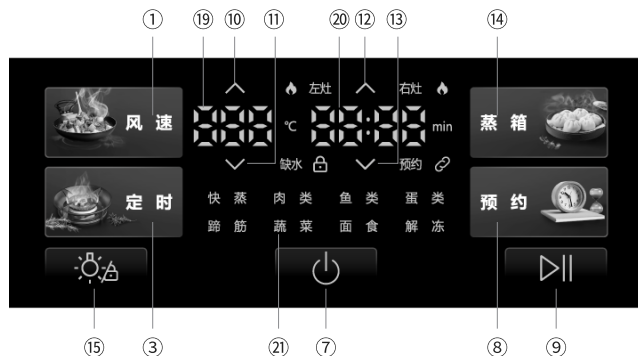 ① ⑲ ⑩ ⑪ ⑳ ⑫ ⑬ ⑭
左灶 右灶
风速 888 ℃ 88:88 min 蒸箱
缺水 预约
定时 快蒸 肉类 鱼类 蛋类 预约
蹄筋 蔬菜 面食 解冻
⑮ ③ ㉑ ⑦ ⑧ ⑨